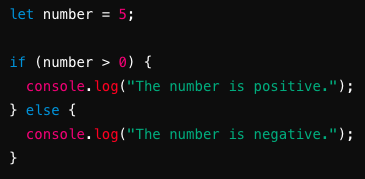 let number = 5;

if (number > 0) {
  console.log("The number is positive.");
} else {
  console.log("The number is negative.");
}